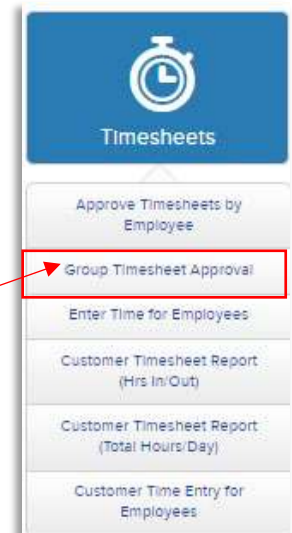 Timesheets
Approve Timesheets by
Employee
Group Timesheet Approval
Enter Time for Employees
Customer Timesheet Report
(Hrs In/Out)
Customer Timesheet Report
(Total Hours/Day)
Customer Time Entry for
Employees